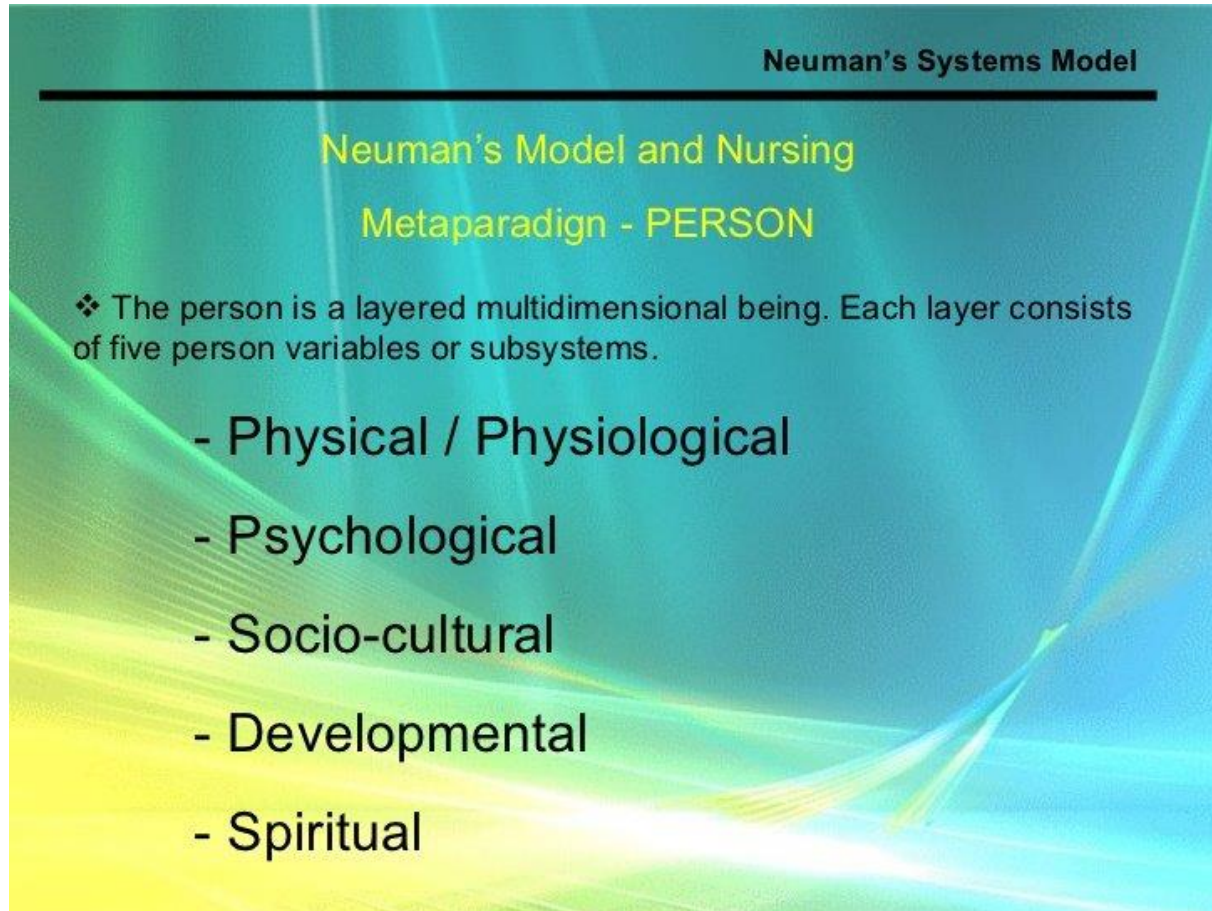 Neuman's Systems Model
Neuman's Model and Nursing
Metaparadign - PERSON
❖ The person is a layered multidimensional being. Each layer consists
of five person variables or subsystems.
- Physical / Physiological
- Psychological
- Socio-cultural
- Developmental
- Spiritual